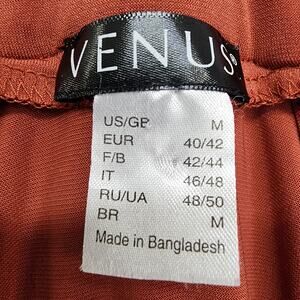 VENUS®
US/GB M
EUR 40/42
F/B 42/44
IT 46/48
RU/UA 48/50
BR M
Made in Bangladesh